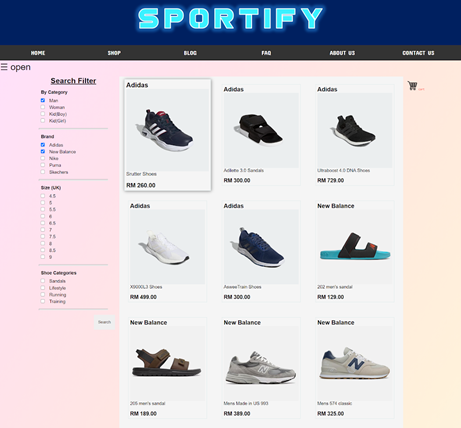 SPORTIFY
HOME SHOP BLOG FAQ ABOUT US CONTACT US
☰ open
Search Filter
By Category
Man
Woman
Kid(Boy)
Kid(Girl)
Brand
Adidas
New Balance
Nike
Puma
Skechers
Size (UK)
4.5
5
5.5
6
6.5
7
7.5
8
8.5
9
Shoe Categories
Sandals
Lifestyle
Running
Training
Search
Adidas
Strutter Shoes
RM 260.00
Adidas
Adilette 3.0 Sandals
RM 300.00
Adidas
Ultraboost 4.0 DNA Shoes
RM 729.00
Adidas
X9000L3 Shoes
RM 499.00
Adidas
Shoes
RM 300.00
New Balance
202 men's sandal
RM 129.00
New Balance
205 men's sandal
RM 189.00
New Balance
Mens Made in US 993
RM 389.00
New Balance
Mens 574 classic
RM 325.00